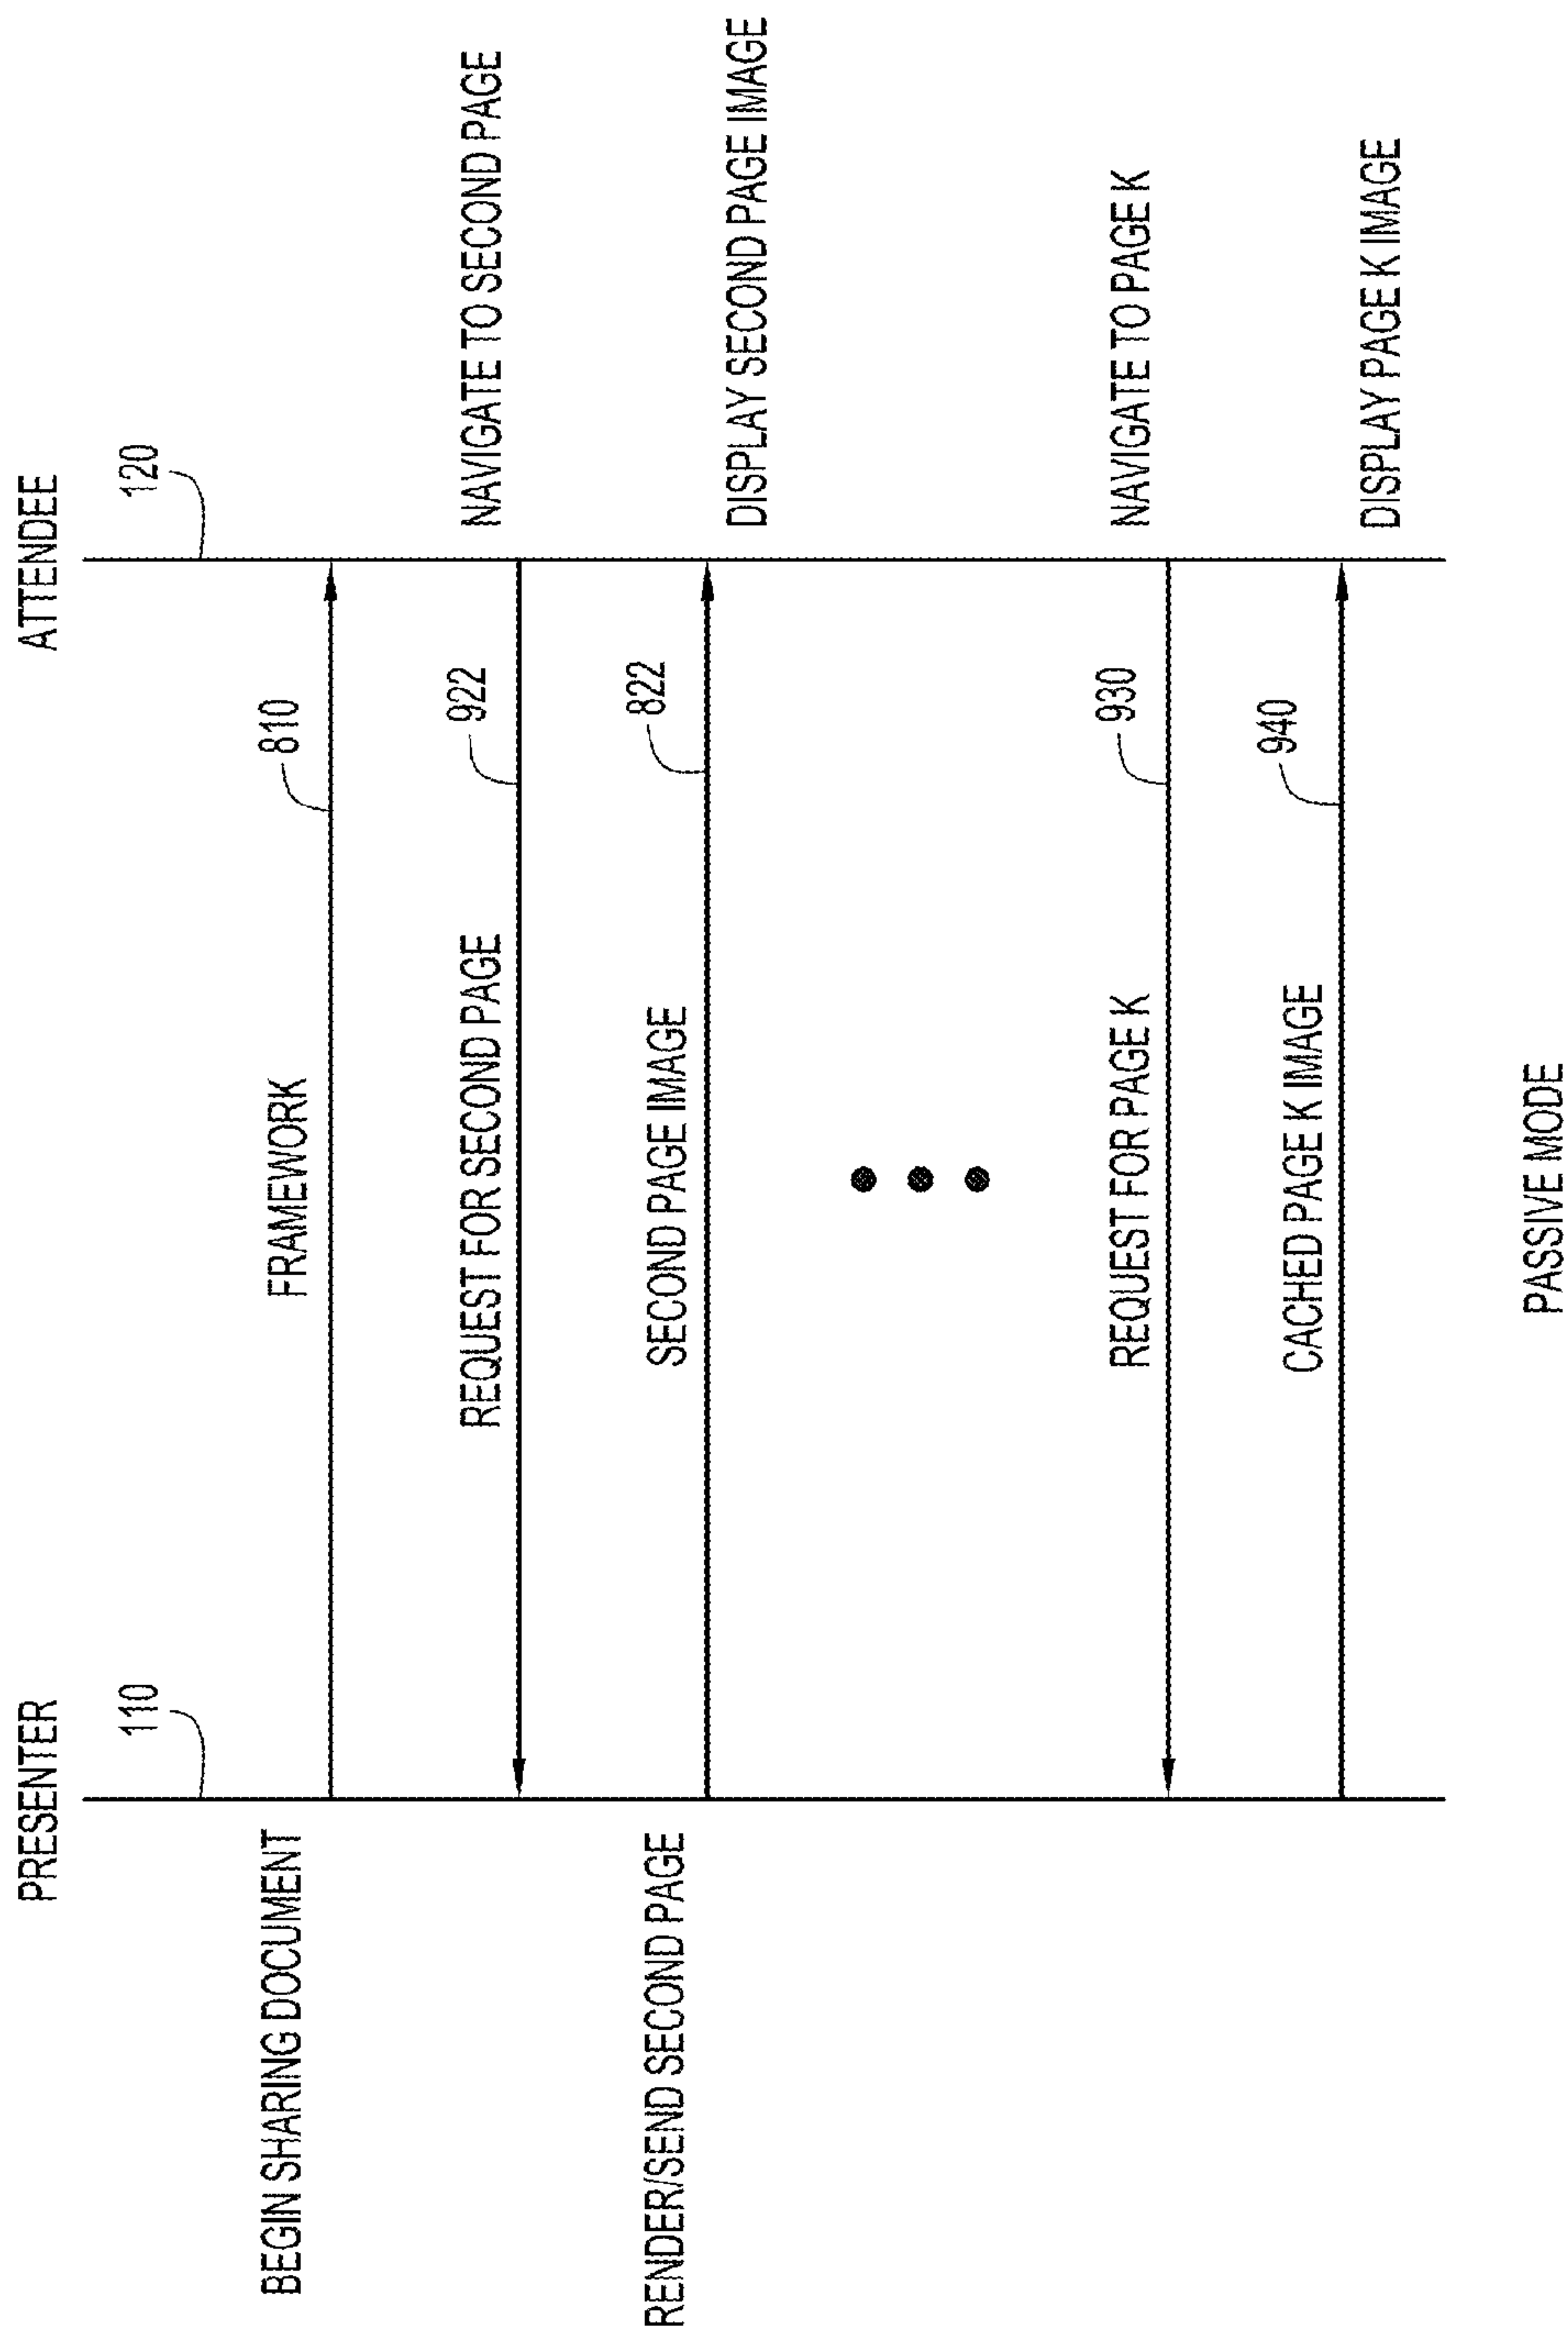 PRESENTER
ATTENDEE
110
120
BEGIN SHARING DOCUMENT
FRAMEWORK
810
REQUEST FOR SECOND PAGE
922
NAVIGATE TO SECOND PAGE
RENDER/SEND SECOND PAGE
SECOND PAGE IMAGE
822
DISPLAY SECOND PAGE IMAGE
REQUEST FOR PAGE K
930
NAVIGATE TO PAGE K
CACHED PAGE K IMAGE
940
DISPLAY PAGE K IMAGE
PASSIVE MODE